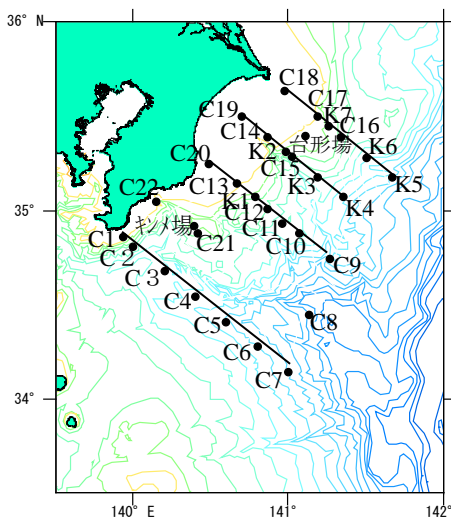 36° N
C18
C17
C19
K7
C14
C16
K2
台形場
K6
C20
C15
K3
K5
C13
C22
K1
K4
C12
35°
ｷﾝﾒ場
C11
C1
C21
C10
C２
C9
C３
C4
C5
C8
C6
C7
34°
140° E
141°
142°